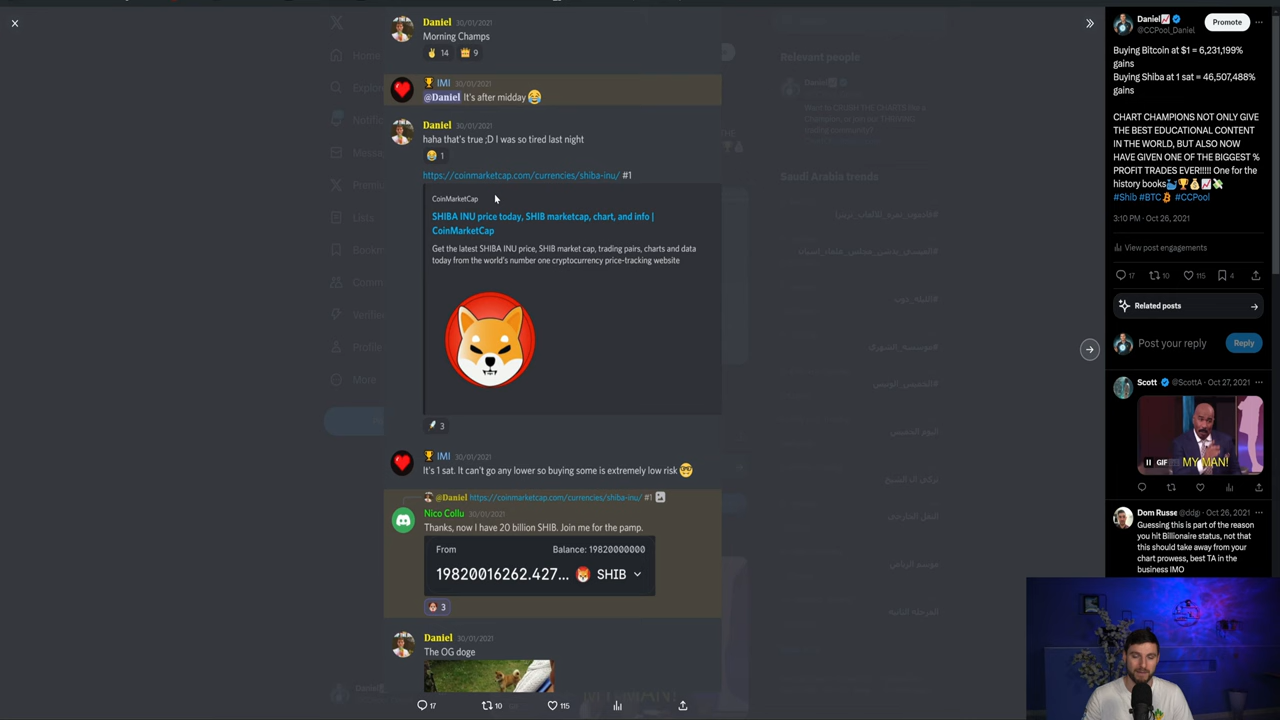 Daniel 30/01/2021
Morning Champs
14 9
IMI 30/01/2021
@Daniel It's after midday
Daniel 30/01/2021
haha that's true ;D I was so tired last night
1
https://coinmarketcap.com/currencies/shiba-inu/ #1
CoinMarketCap
SHIBA INU price today, SHIB marketcap, chart, and info |
CoinMarketCap
Get the latest SHIBA INU price, SHIB market cap, trading pairs, charts and data
today from the world's number one cryptocurrency price-tracking website
3
IMI 30/01/2021
It's 1 sat. It can't go any lower so buying some is extremely low risk
@Daniel https://coinmarketcap.com/currencies/shiba-inu/ #1
Nico Collu 30/01/2021
Thanks, now I have 20 billion SHIB. Join me for the pamp.
From Balance: 19820000000
19820016262.427... SHIB
3
Daniel 30/01/2021
The OG doge
17 10 115
Relevant people
Saudi Arabia trends
Daniel
@CCPool_Daniel
Promote
Buying Bitcoin at $1 = 6,231,199%
gains
Buying Shiba at 1 sat = 46,507,488%
gains
CHART CHAMPIONS NOT ONLY GIVE
THE BEST EDUCATIONAL CONTENT
IN THE WORLD, BUT ALSO NOW
HAVE GIVEN ONE OF THE BIGGEST %
PROFIT TRADES EVER!!!!! One for the
history books
#Shib #BTC #CCPool
3:10 PM · Oct 26, 2021
View post engagements
17 10 115 4
Related posts
Post your reply
Reply
Scott @ScottA · Oct 27, 2021
GIF MY MAN!
Dom Russe @ddg · Oct 26, 2021
Guessing this is part of the reason
you hit Billionaire status, not that
this should take away from your
chart prowess, best TA in the
business IMO